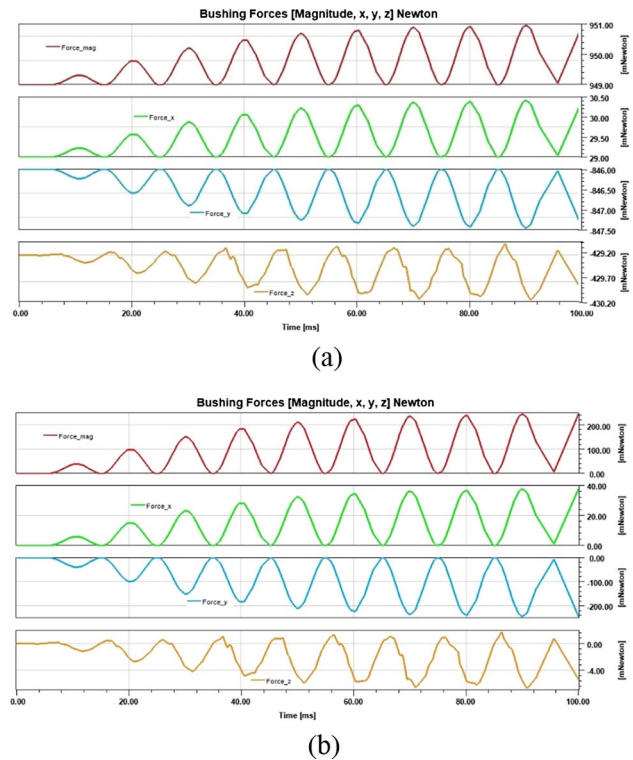 Bushing Forces [Magnitude, x, y, z] Newton
951.00
950.00
949.00
[mNewton]
Force_mag
30.50
30.00
29.50
29.00
[mNewton]
Force_x
-846.00
-846.50
-847.00
-847.50
[mNewton]
Force_y
-429.20
-429.70
-430.20
[mNewton]
Force_z
0.00 20.00 40.00 60.00 80.00 100.00
Time [ms]
(a)
Bushing Forces [Magnitude, x, y, z] Newton
200.00
100.00
0.00
[mNewton]
Force_mag
40.00
20.00
0.00
[mNewton]
Force_x
0.00
-100.00
-200.00
[mNewton]
Force_y
0.00
-4.00
[mNewton]
Force_z
0.00 20.00 40.00 60.00 80.00 100.00
Time [ms]
(b)